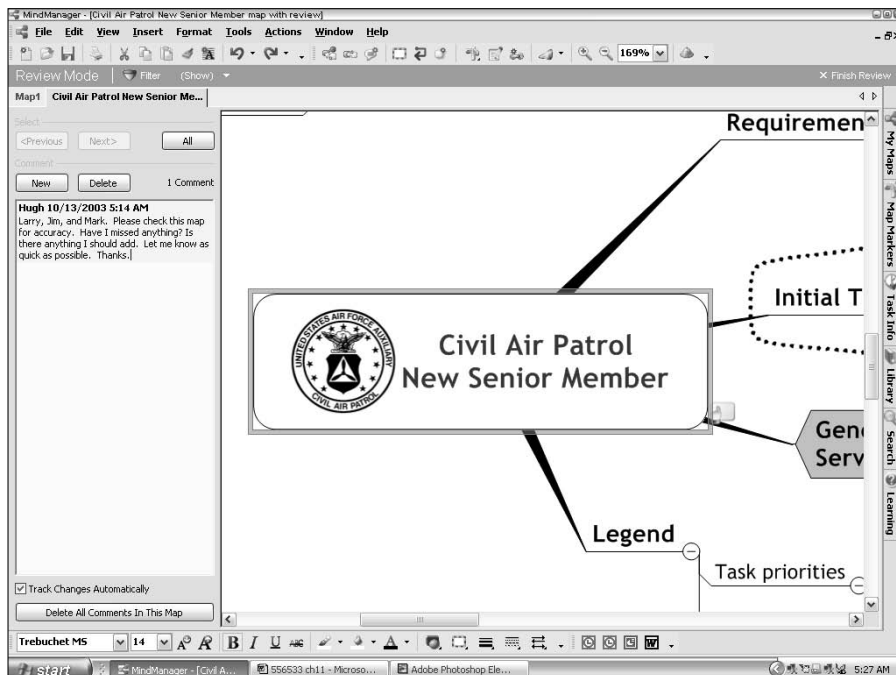 MindManager - [Civil Air Patrol New Senior Member map with review]
File Edit View Insert Format Tools Actions Window Help
169%
Review Mode Filter (Show) Finish Review
Map1 Civil Air Patrol New Senior Me...
Select
<Previous Next> All
Comment
New Delete 1 Comment
Hugh 10/13/2003 5:14 AM
Larry, Jim, and Mark. Please check this map
for accuracy. Have I missed anything? Is
there anything I should add. Let me know as
quick as possible. Thanks.
Track Changes Automatically
Delete All Comments In This Map
Requiremen
Initial T
UNITED STATES AIR FORCE AUXILIARY
CIVIL AIR PATROL
Civil Air Patrol
New Senior Member
Gene
Serv
Legend
Task priorities
My Maps
Map Markers
Task Info
Library
Search
Learning
Trebuchet MS 14 B I U ABC
start MindManager - [Civil A... 556533 ch11 - Microso... Adobe Photoshop Ele... 5:27 AM